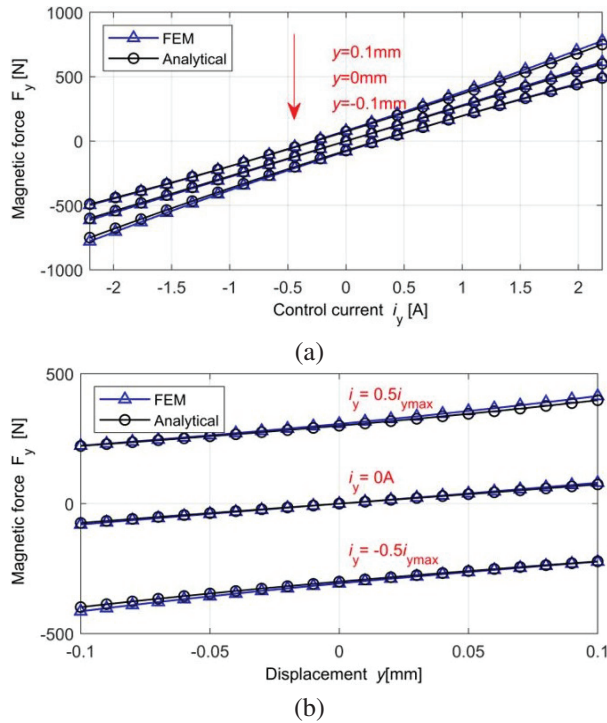 1000
500
0
-500
-1000
Magnetic force F_y [N]
FEM
Analytical
y=0.1mm
y=0mm
y=-0.1mm
-2 -1.5 -1 -0.5 0 0.5 1 1.5 2
Control current i_y [A]
(a)
500
0
-500
Magnetic force F_y [N]
FEM
Analytical
i_y = 0.5i_ymax
i_y = 0A
i_y = -0.5i_ymax
-0.1 -0.05 0 0.05 0.1
Displacement y[mm]
(b)